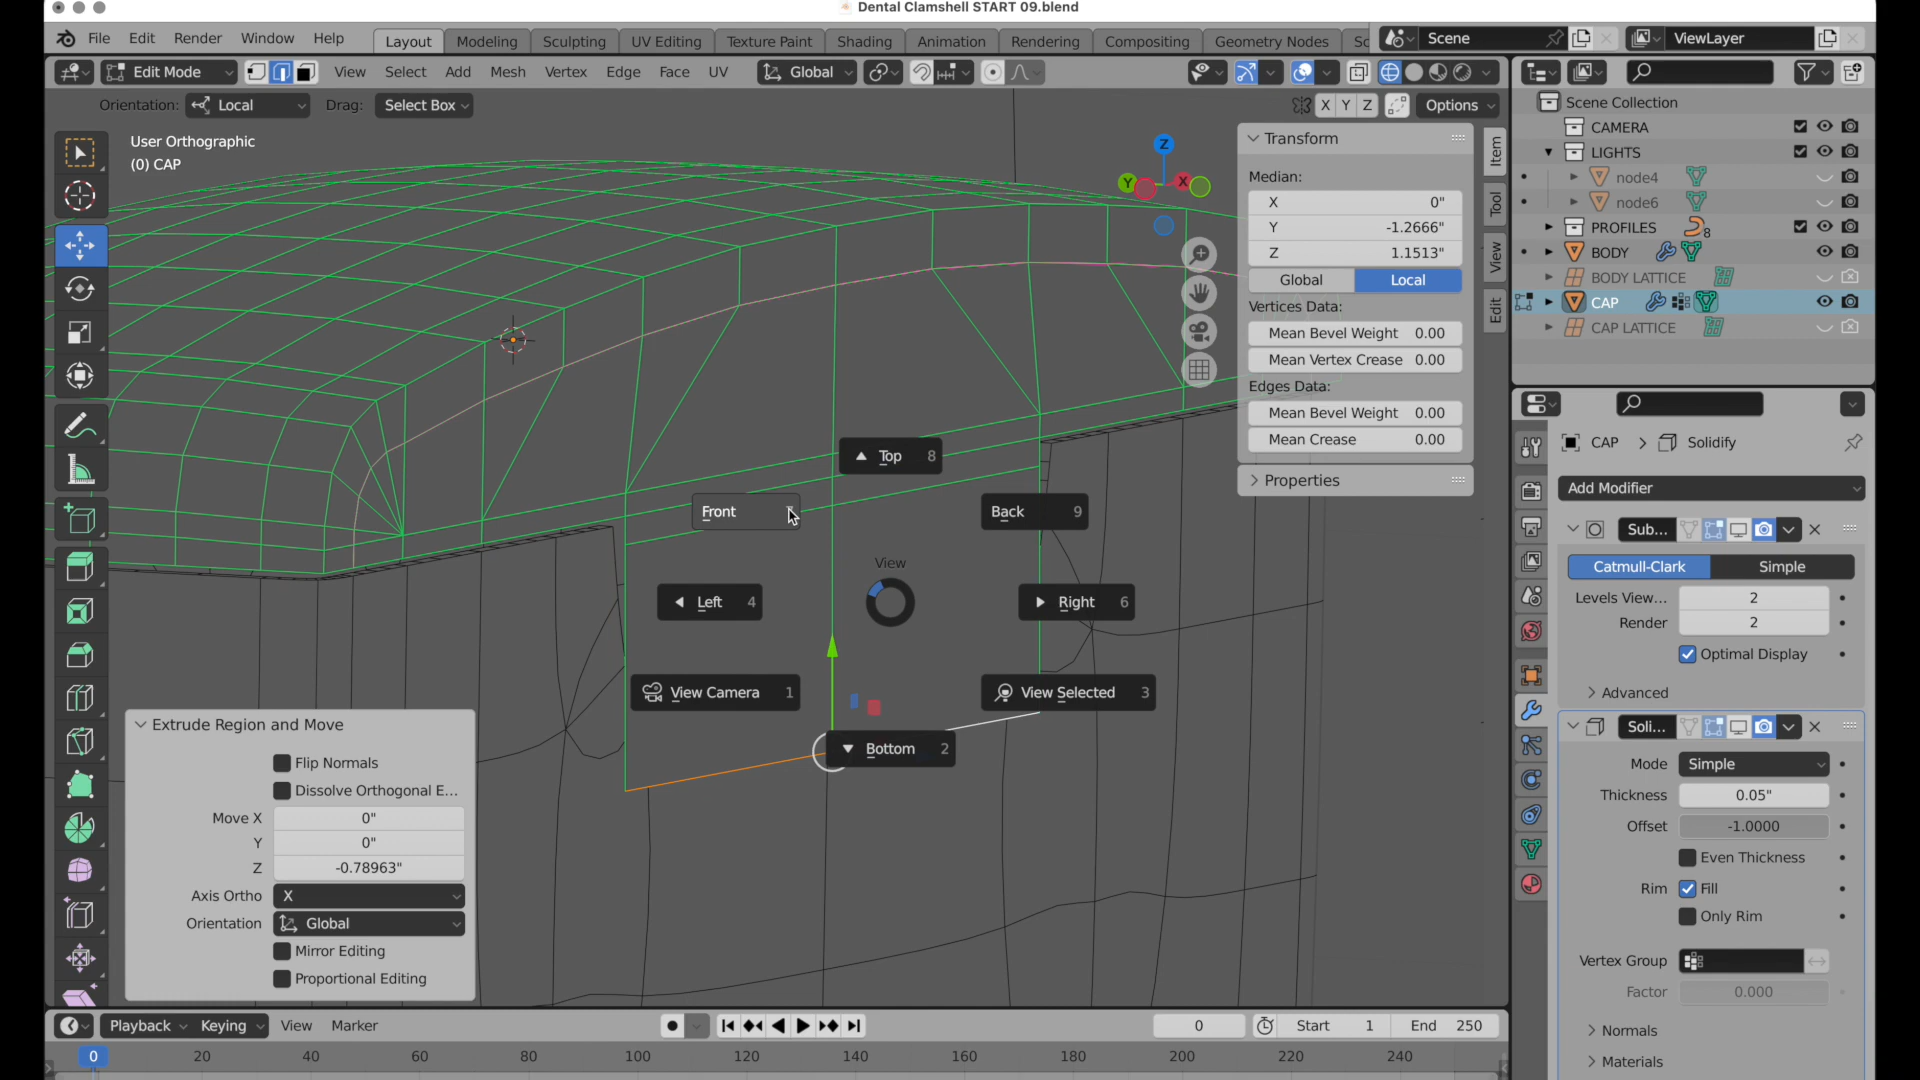 Dental Clamshell START 09.blend
File Edit Render Window Help Layout Modeling Sculpting UV Editing Texture Paint Shading Animation Rendering Compositing Geometry Nodes Sc Scene ViewLayer
Edit Mode View Select Add Mesh Vertex Edge Face UV Global
Orientation: Local Drag: Select Box X Y Z Options
User Orthographic
(0) CAP
Z
Y X
Transform
Median:
X 0"
Y -1.2666"
Z 1.1513"
Global Local
Vertices Data:
Mean Bevel Weight 0.00
Mean Vertex Crease 0.00
Edges Data:
Mean Bevel Weight 0.00
Mean Crease 0.00
Properties
Item
Tool
View
Edit
Top 8
Front
Back 9
View
Left 4
Right 6
View Camera 1
View Selected 3
Bottom 2
Extrude Region and Move
Flip Normals
Dissolve Orthogonal E...
Move X 0"
Y 0"
Z -0.78963"
Axis Ortho X
Orientation Global
Mirror Editing
Proportional Editing
Scene Collection
CAMERA
LIGHTS
node4
node6
PROFILES 8
BODY
BODY LATTICE
CAP
CAP LATTICE
CAP Solidify
Add Modifier
Sub...
Catmull-Clark Simple
Levels View... 2
Render 2
Optimal Display
Advanced
Soli...
Mode Simple
Thickness 0.05"
Offset -1.0000
Even Thickness
Rim Fill
Only Rim
Vertex Group
Factor 0.000
Normals
Materials
Playback Keying View Marker 0 Start 1 End 250
0 20 40 60 80 100 120 140 160 180 200 220 240